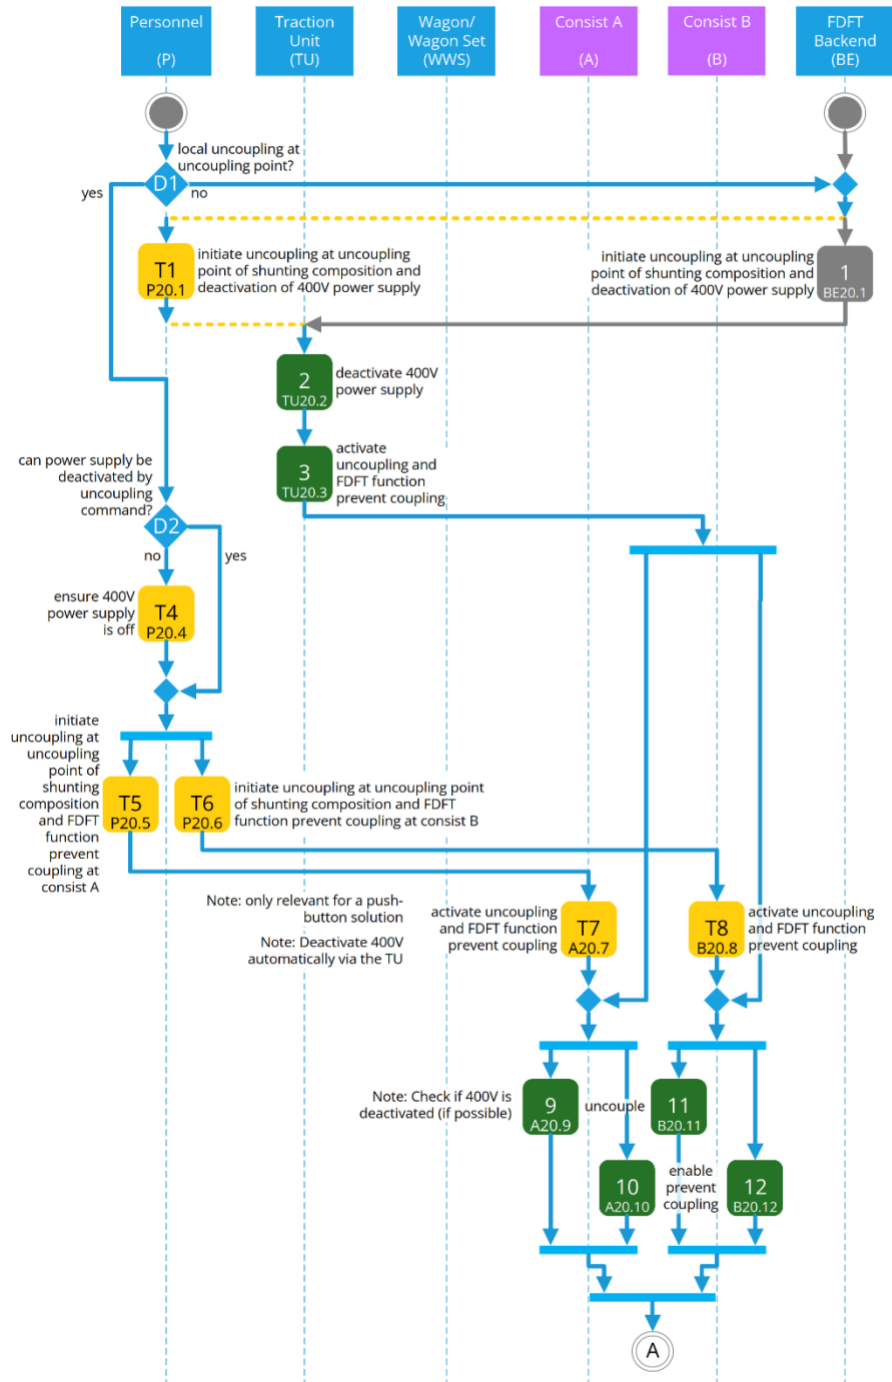 Personnel
(P)
Traction
Unit
(TU)
Wagon/
Wagon Set
(WWS)
Consist A
(A)
Consist B
(B)
FDFT
Backend
(BE)
local uncoupling at
uncoupling point?
D1
yes
no
T1
P20.1
initiate uncoupling at uncoupling
point of shunting composition and
deactivation of 400V power supply
initiate uncoupling at uncoupling
point of shunting composition and
deactivation of 400V power supply
1
BE20.1
2
TU20.2
deactivate 400V
power supply
3
TU20.3
activate
uncoupling and
FDFT function
prevent coupling
can power supply be
deactivated by
uncoupling
command?
D2
no
yes
ensure 400V
power supply
is off
T4
P20.4
initiate
uncoupling at
uncoupling
point of
shunting
composition
and FDFT
function
prevent
coupling at
consist A
T5
P20.5
T6
P20.6
initiate uncoupling at uncoupling point
of shunting composition and FDFT
function prevent coupling at consist B
Note: only relevant for a push-
button solution
Note: Deactivate 400V
automatically via the TU
activate uncoupling
and FDFT function
prevent coupling
T7
A20.7
T8
B20.8
activate uncoupling
and FDFT function
prevent coupling
Note: Check if 400V is
deactivated (if possible)
9
A20.9
uncouple
11
B20.11
10
A20.10
enable
prevent
coupling
12
B20.12
A